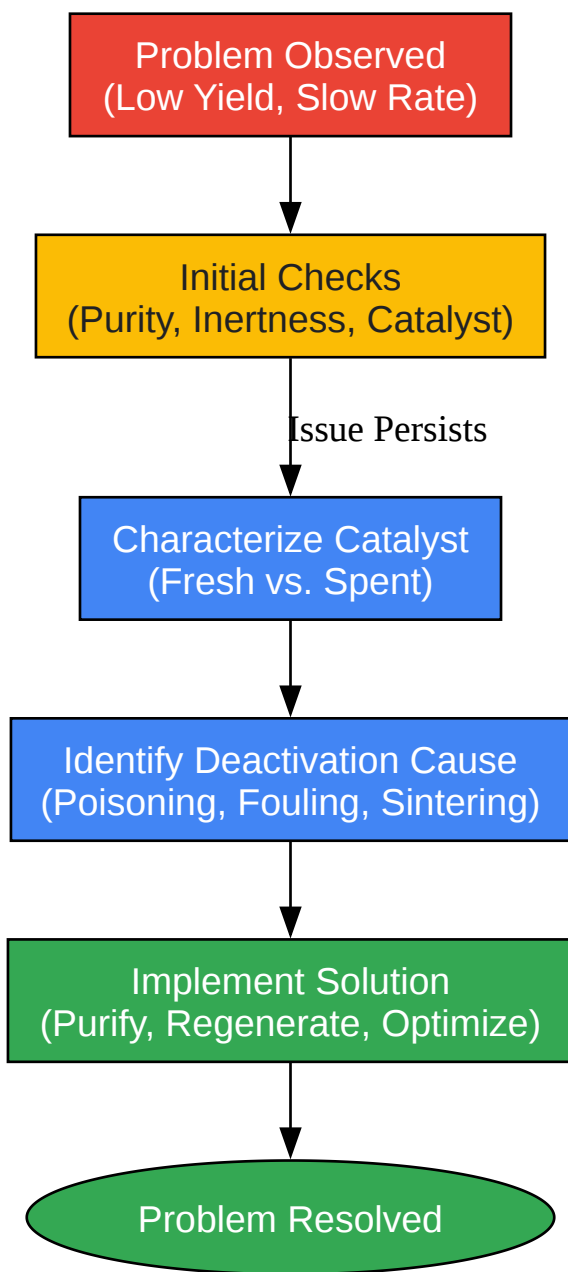 Problem Observed
(Low Yield, Slow Rate)
Initial Checks
(Purity, Inertness, Catalyst)
Issue Persists
Characterize Catalyst
(Fresh vs. Spent)
Identify Deactivation Cause
(Poisoning, Fouling, Sintering)
Implement Solution
(Purify, Regenerate, Optimize)
Problem Resolved